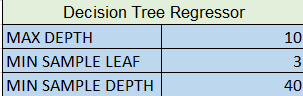 Decision Tree Regressor
MAX DEPTH 10
MIN SAMPLE LEAF 3
MIN SAMPLE DEPTH 40